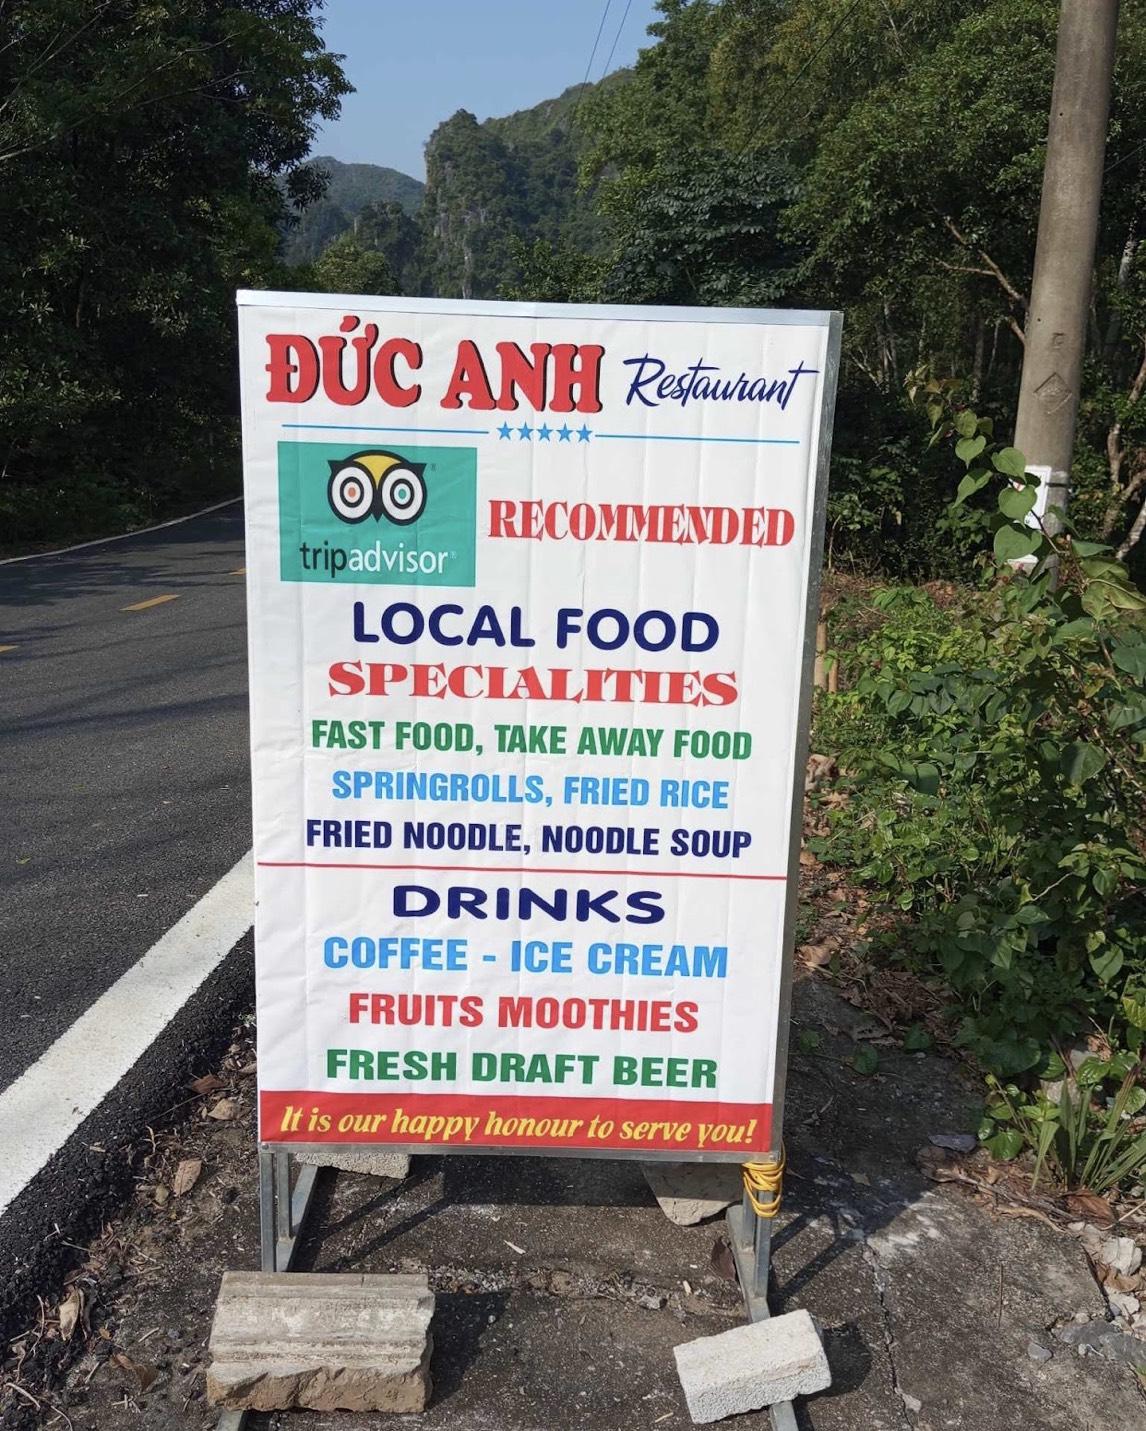 ĐỨC ANH Restaurant
tripadvisor®
RECOMMENDED
LOCAL FOOD
SPECIALITIES
FAST FOOD, TAKE AWAY FOOD
SPRINGROLLS, FRIED RICE
FRIED NOODLE, NOODLE SOUP
DRINKS
COFFEE - ICE CREAM
FRUITS MOOTHIES
FRESH DRAFT BEER
It is our happy honour to serve you!